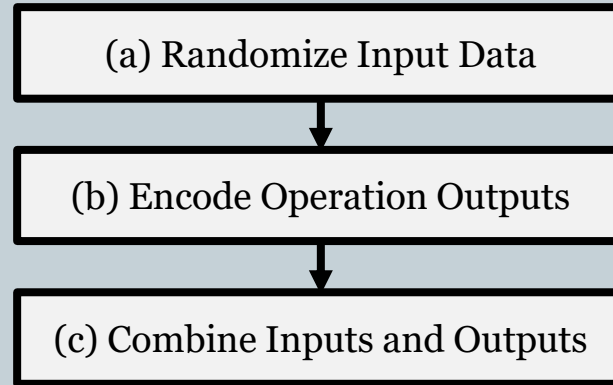 (a) Randomize Input Data
(b) Encode Operation Outputs
(c) Combine Inputs and Outputs